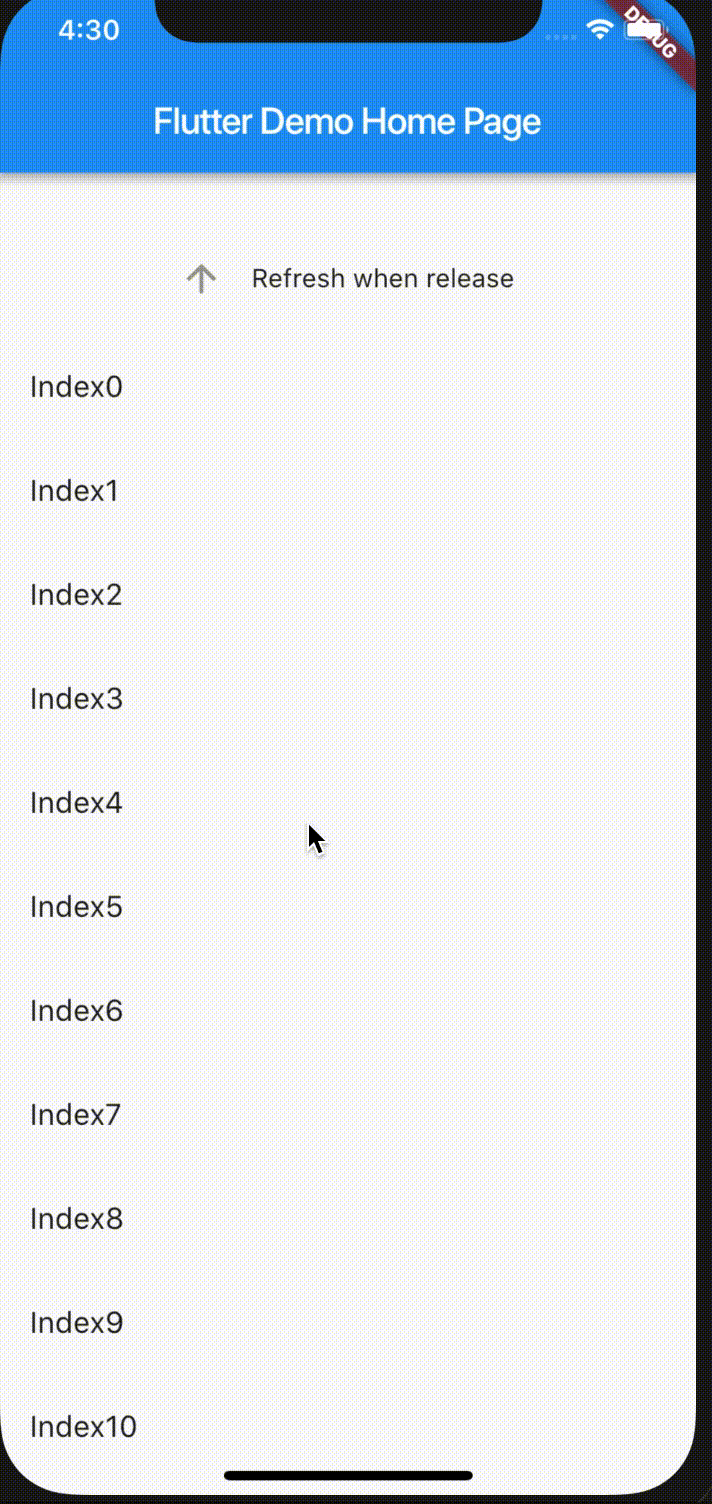 4:30
DEBUG
Flutter Demo Home Page
Refresh when release
Index0
Index1
Index2
Index3
Index4
Index5
Index6
Index7
Index8
Index9
Index10